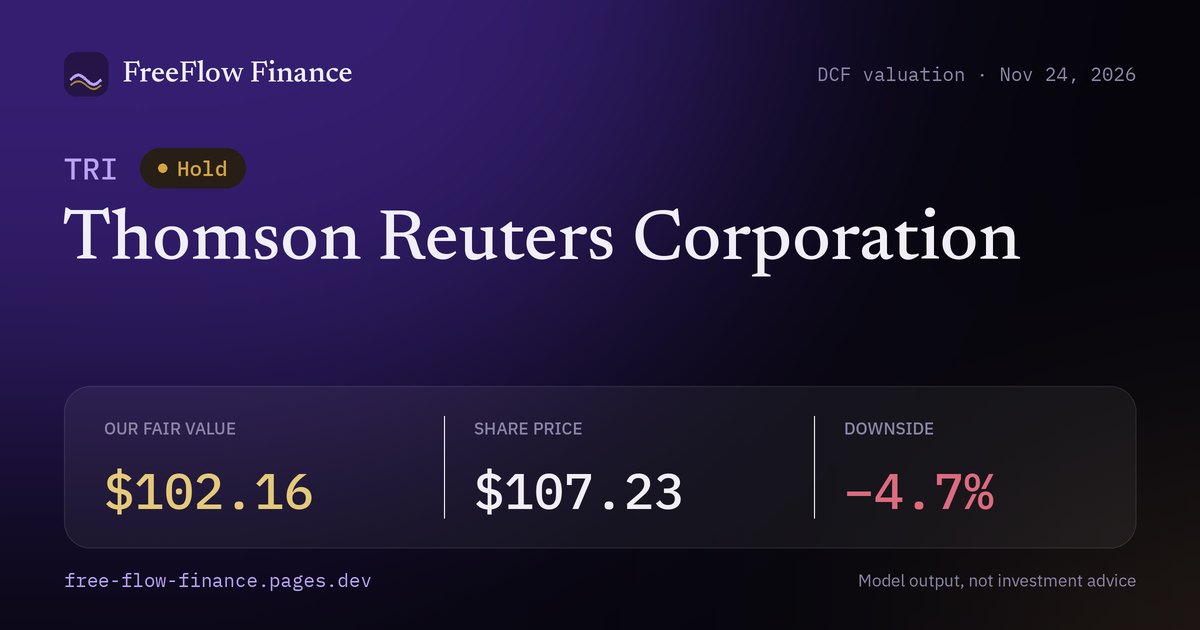 FreeFlow Finance
DCF valuation · Nov 24, 2026
TRI
Hold
Thomson Reuters Corporation
OUR FAIR VALUE
$102.16
SHARE PRICE
$107.23
DOWNSIDE
−4.7%
free-flow-finance.pages.dev
Model output, not investment advice